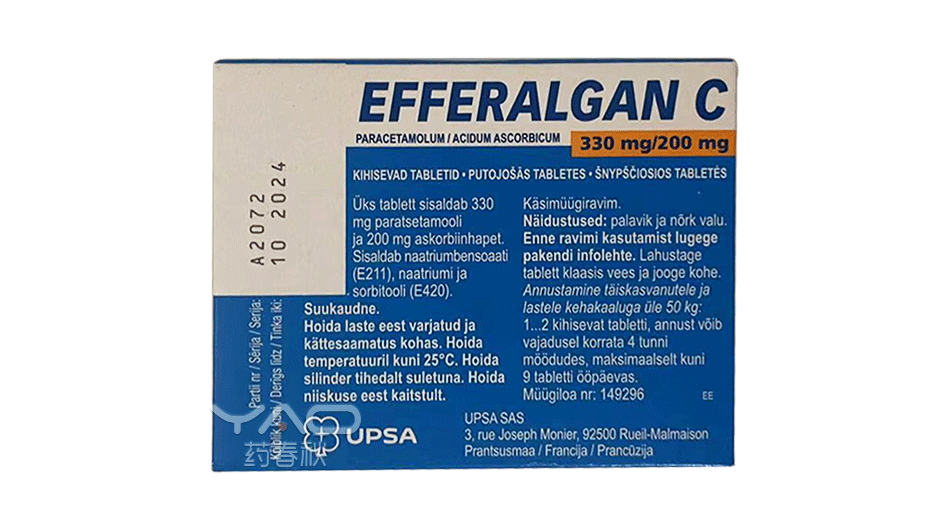 EFFERALGAN C
PARACETAMOLUM / ACIDUM ASCORBICUM
330 mg/200 mg
KIHISEVAD TABLETID • PUTOJOŠĀS TABLETES • ŠNYPŠČIOSIOS TABLETĖS
A2072
10 2024
Partii nr / Sērija / Serija:
Kõlblik kuni / Derīgs līdz / Tinka iki:
Üks tablett sisaldab 330
mg paratsetamooli
ja 200 mg askorbiinhapet.
Sisaldab naatriumbensoaati
(E211), naatriumi ja
sorbitooli (E420).
Suukaudne.
Hoida laste eest varjatud ja
kättesaamatus kohas. Hoida
temperatuuril kuni 25°C. Hoida
silinder tihedalt suletuna. Hoida
niiskuse eest kaitstult.
Käsimüügiravim.
Näidustused: palavik ja nõrk valu.
Enne ravimi kasutamist lugege
pakendi infolehte. Lahustage
tablett klaasis vees ja jooge kohe.
Annustamine täiskasvanutele ja
lastele kehakaaluga üle 50 kg:
1...2 kihisevat tabletti, annust võib
vajadusel korrata 4 tunni
möödudes, maksimaalselt kuni
9 tabletti ööpäevas.
Müügiloa nr: 149296
EE
YAO
药春秋
UPSA
UPSA SAS
3, rue Joseph Monier, 92500 Rueil-Malmaison
Prantsusmaa / Francija / Prancūzija